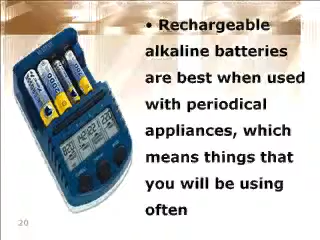 • Rechargeable
alkaline batteries
are best when used
with periodical
appliances, which
means things that
you will be using
often
20